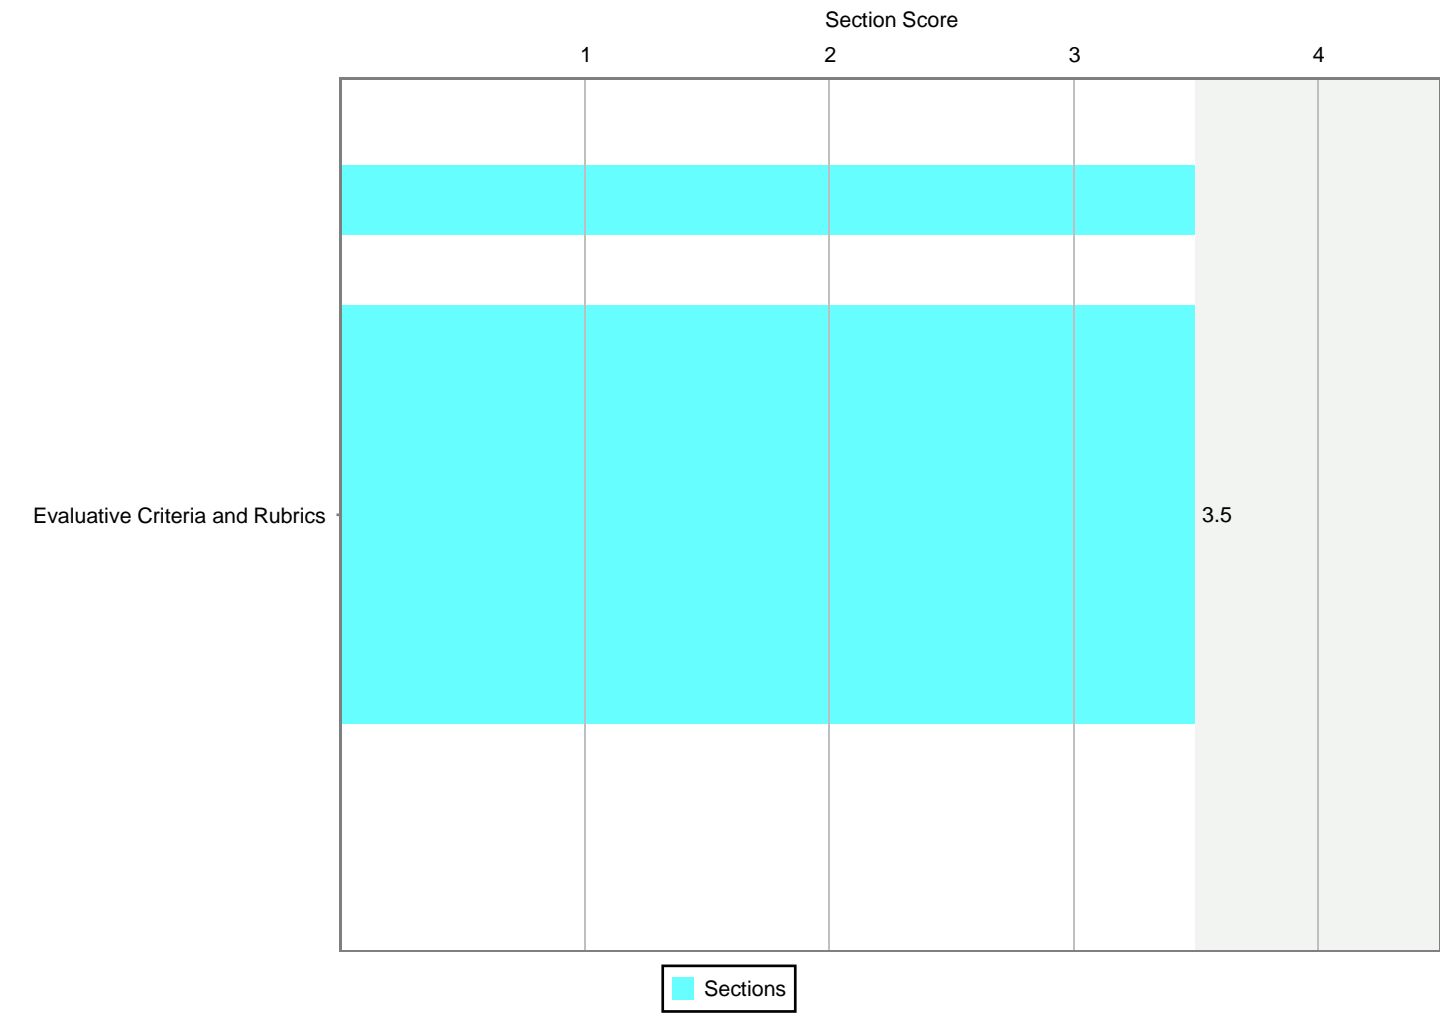 Section Score
1 2 3 4
Evaluative Criteria and Rubrics
3.5
Sections